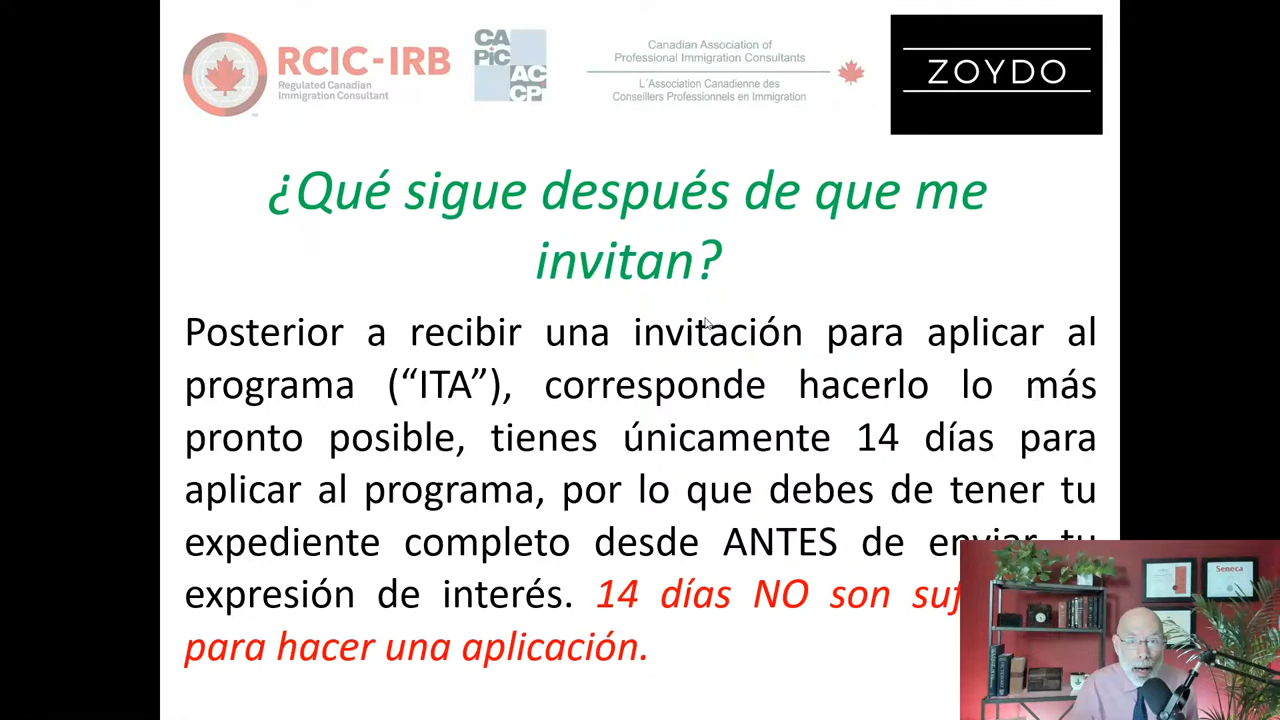 RCIC-IRB
Regulated Canadian
Immigration Consultant
CA
PiC
AC
CP
Canadian Association of
Professional Immigration Consultants
L´Association Canadienne des
Conseillers Professionnels en Immigration
ZOYDO
¿Qué sigue después de que me
invitan?
Posterior a recibir una invitación para aplicar al
programa (“ITA”), corresponde hacerlo lo más
pronto posible, tienes únicamente 14 días para
aplicar al programa, por lo que debes de tener tu
expediente completo desde ANTES de enviar tu
expresión de interés. 14 días NO son
para hacer una aplicación.
Seneca